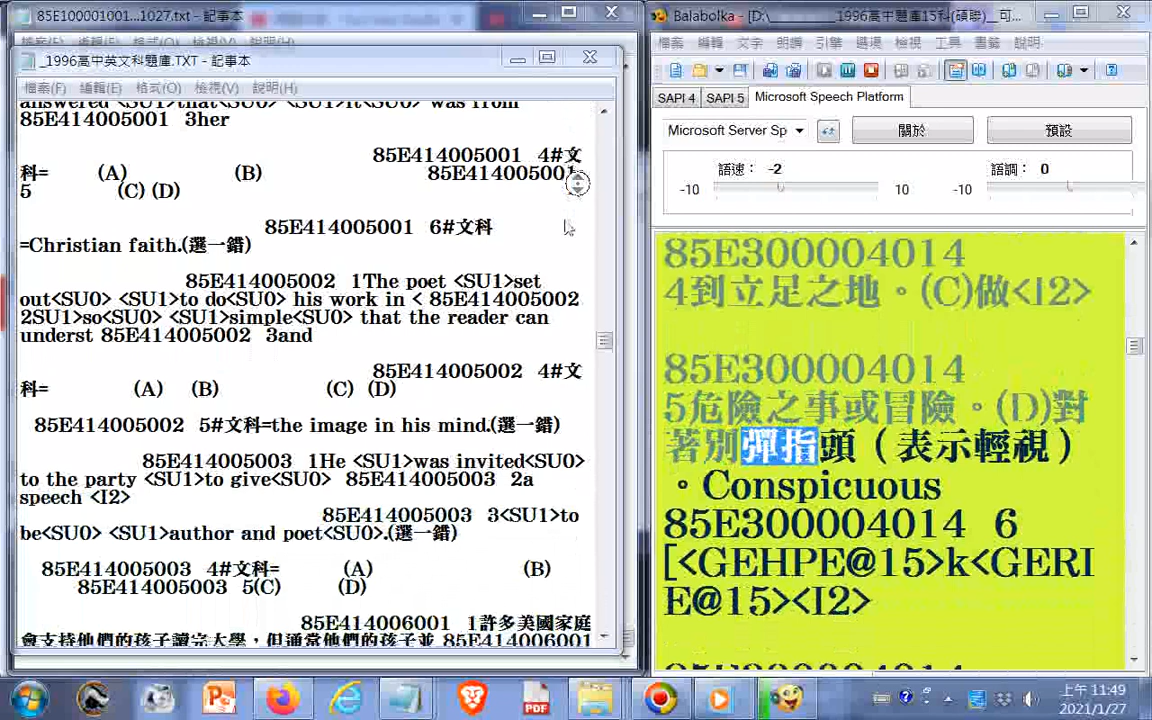 85E100001001...1027.txt - 記事本
_1996高中英文科題庫.TXT - 記事本
檔案(F) 編輯(E) 格式(O) 檢視(V) 說明(H)
answered <SU1>that<SU0> <SU1>it<SU0> was from
85E414005001 3her
85E414005001 4#文
科= (A) (B) 85E414005001
5 (C) (D)
85E414005001 6#文科
=Christian faith.(選一錯)
85E414005002 1The poet <SU1>set
out<SU0> <SU1>to do<SU0> his work in < 85E414005002
2SU1>so<SU0> <SU1>simple<SU0> that the reader can
underst 85E414005002 3and
85E414005002 4#文
科= (A) (B) (C) (D)
85E414005002 5#文科=the image in his mind.(選一錯)
85E414005003 1He <SU1>was invited<SU0>
to the party <SU1>to give<SU0> 85E414005003 2a
speech <I2>
85E414005003 3<SU1>to
be<SU0> <SU1>author and poet<SU0>.(選一錯)
85E414005003 4#文科= (A) (B)
85E414005003 5(C) (D)
85E414006001 1許多美國家庭
會支持他們的孩子讀完大學，但通常他們的孩子並 85E414006001
Balabolka - [D:\________1996高中題庫15科(碩聯)__可...
檔案 編輯 文字 朗讀 引擎 選項 檢視 工具 書籤 說明
SAPI 4 SAPI 5 Microsoft Speech Platform
Microsoft Server Sp 關於 預設
語速： -2 語調： 0
-10 10 -10
85E300004014
4到立足之地。(C)做<I2>
85E300004014
5危險之事或冒險。(D)對
著別彈指頭（表示輕視）
。Conspicuous
85E300004014 6
[<GEHPE@15>k<GERI
E@15><I2>
85E300004014
PDF
上午 11:49
2021/1/27